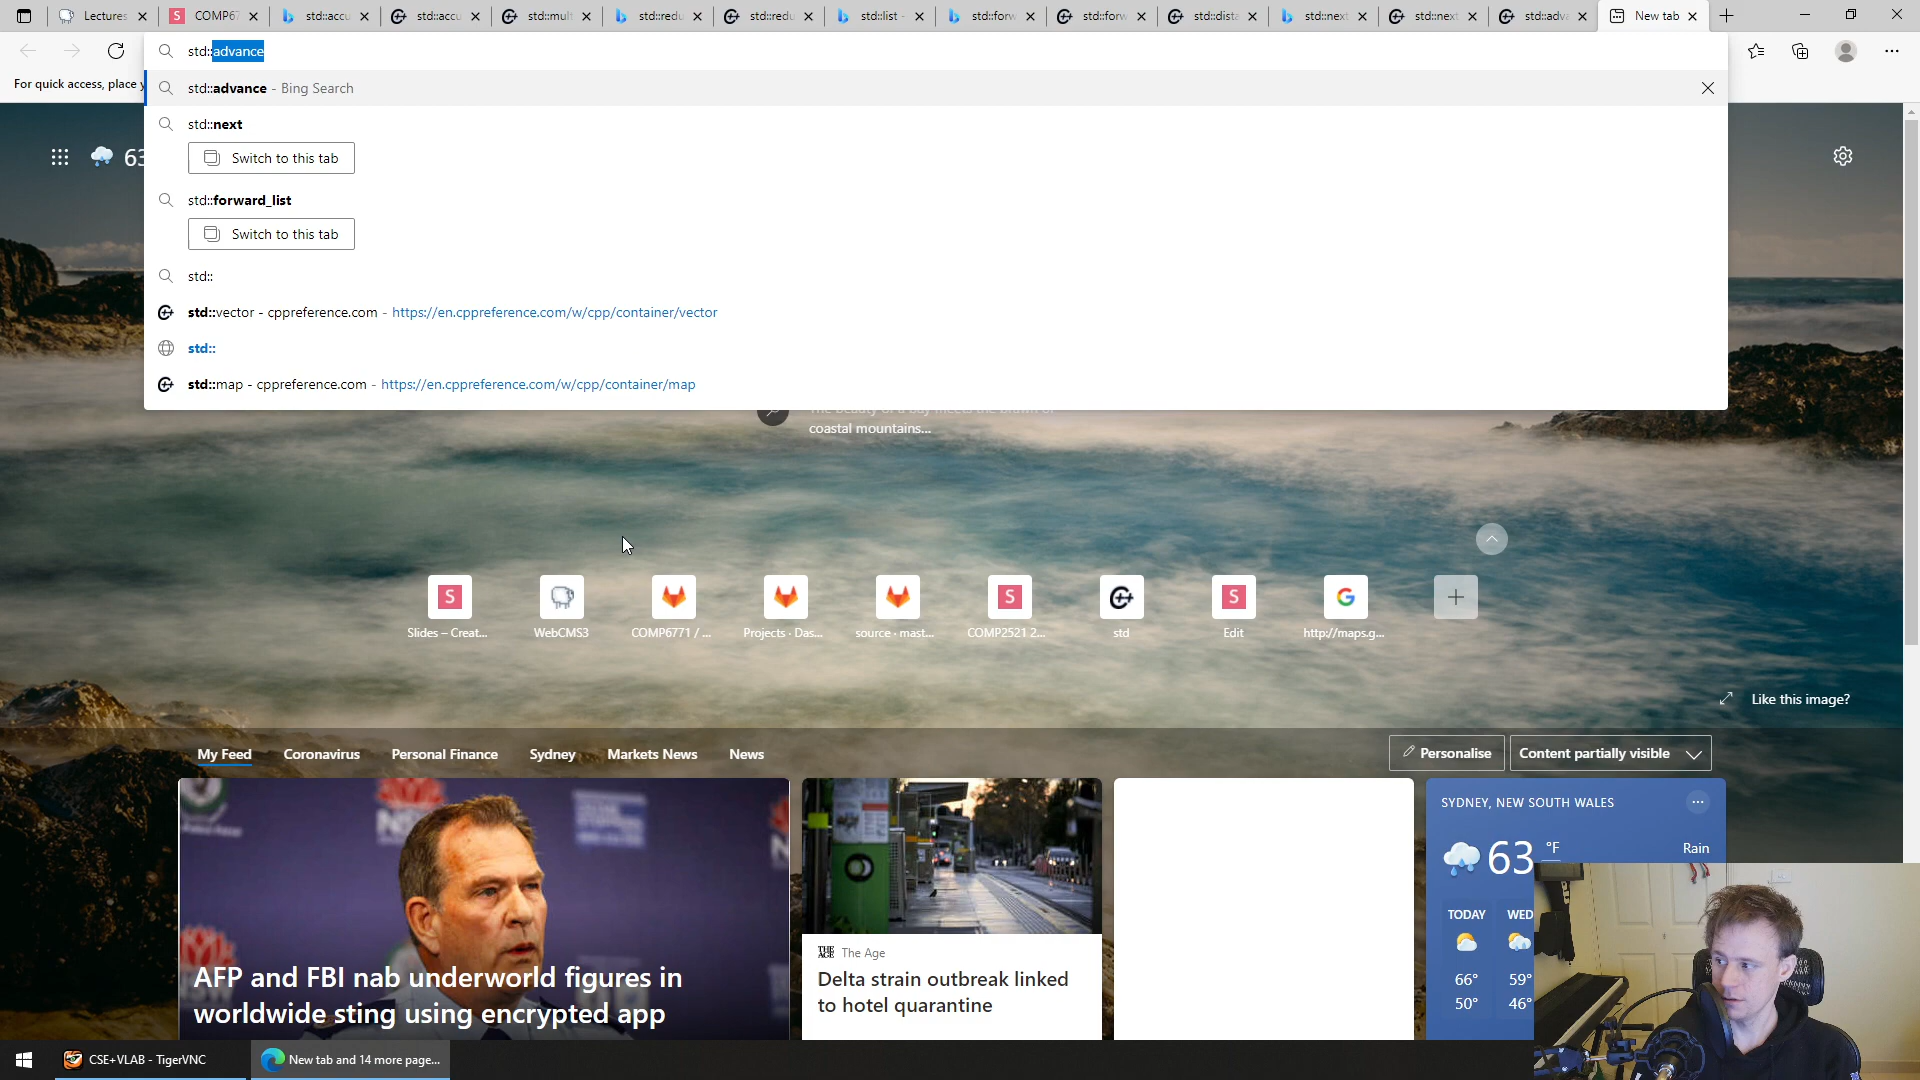 Lectures
COMP67
std::accu
std::accu
std::mult
std::redu
std::redu
std::list -
std::forw
std::forw
std::dista
std::next
std::next
std::adva
New tab
std::advance
For quick access, place y
std::advance - Bing Search
std::next
Switch to this tab
std::forward_list
Switch to this tab
std::
std::vector - cppreference.com - https://en.cppreference.com/w/cpp/container/vector
std::
std::map - cppreference.com - https://en.cppreference.com/w/cpp/container/map
63
coastal mountains...
Slides – Creat...
WebCMS3
COMP6771 / ...
Projects · Das...
source · mast...
COMP2521 2...
std
Edit
http://maps.g...
Like this image?
My Feed
Coronavirus
Personal Finance
Sydney
Markets News
News
Personalise
Content partially visible
AFP and FBI nab underworld figures in
worldwide sting using encrypted app
The Age
Delta strain outbreak linked
to hotel quarantine
SYDNEY, NEW SOUTH WALES
63 °F
Rain
TODAY
WED
66°
59°
50°
46°
CSE+VLAB - TigerVNC
New tab and 14 more page...